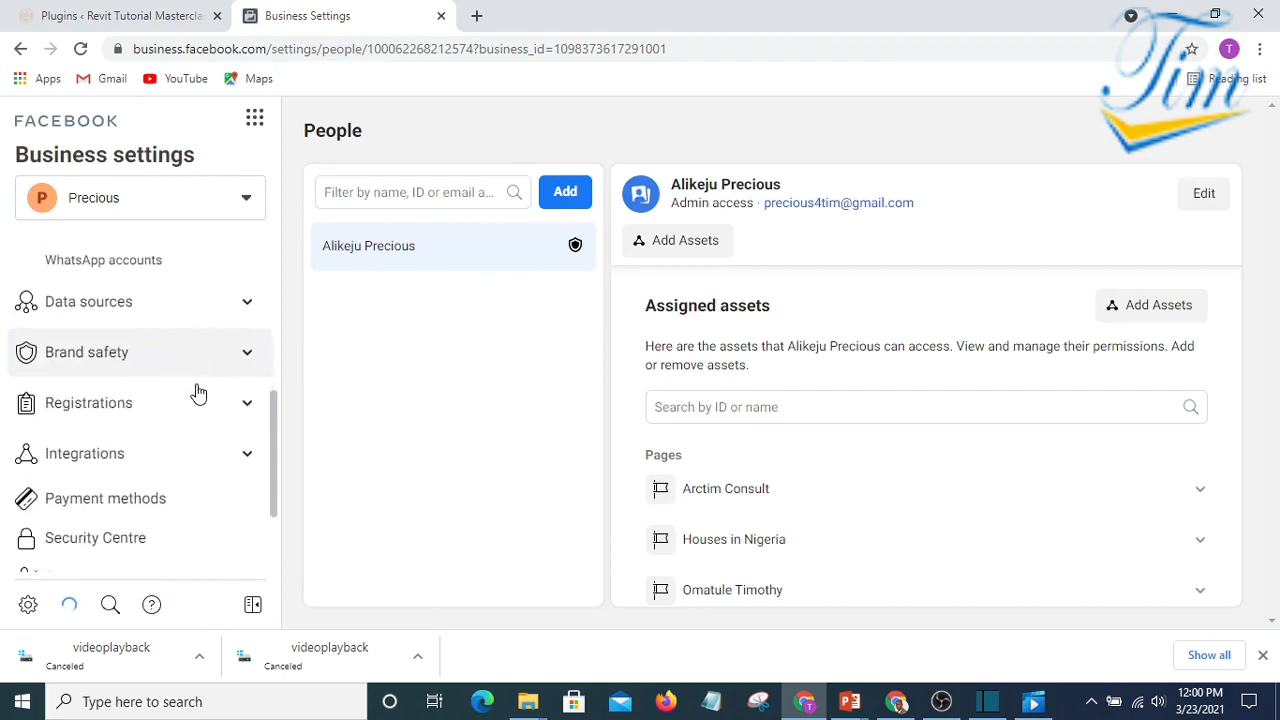 Plugins ‹ Revit Tutorial Mastercla
Business Settings
business.facebook.com/settings/people/100062268212574?business_id=1098373617291001
T
Apps
Gmail
YouTube
Maps
Reading list
Tim
FACEBOOK
Business settings
P
Precious
WhatsApp accounts
Data sources
Brand safety
Registrations
Integrations
Payment methods
Security Centre
People
Filter by name, ID or email a...
Add
Alikeju Precious
Alikeju Precious
Admin access · precious4tim@gmail.com
Edit
Add Assets
Assigned assets
Add Assets
Here are the assets that Alikeju Precious can access. View and manage their permissions. Add
or remove assets.
Search by ID or name
Pages
Arctim Consult
Houses in Nigeria
Omatule Timothy
videoplayback
Canceled
videoplayback
Canceled
Show all
Type here to search
12:00 PM
3/23/2021